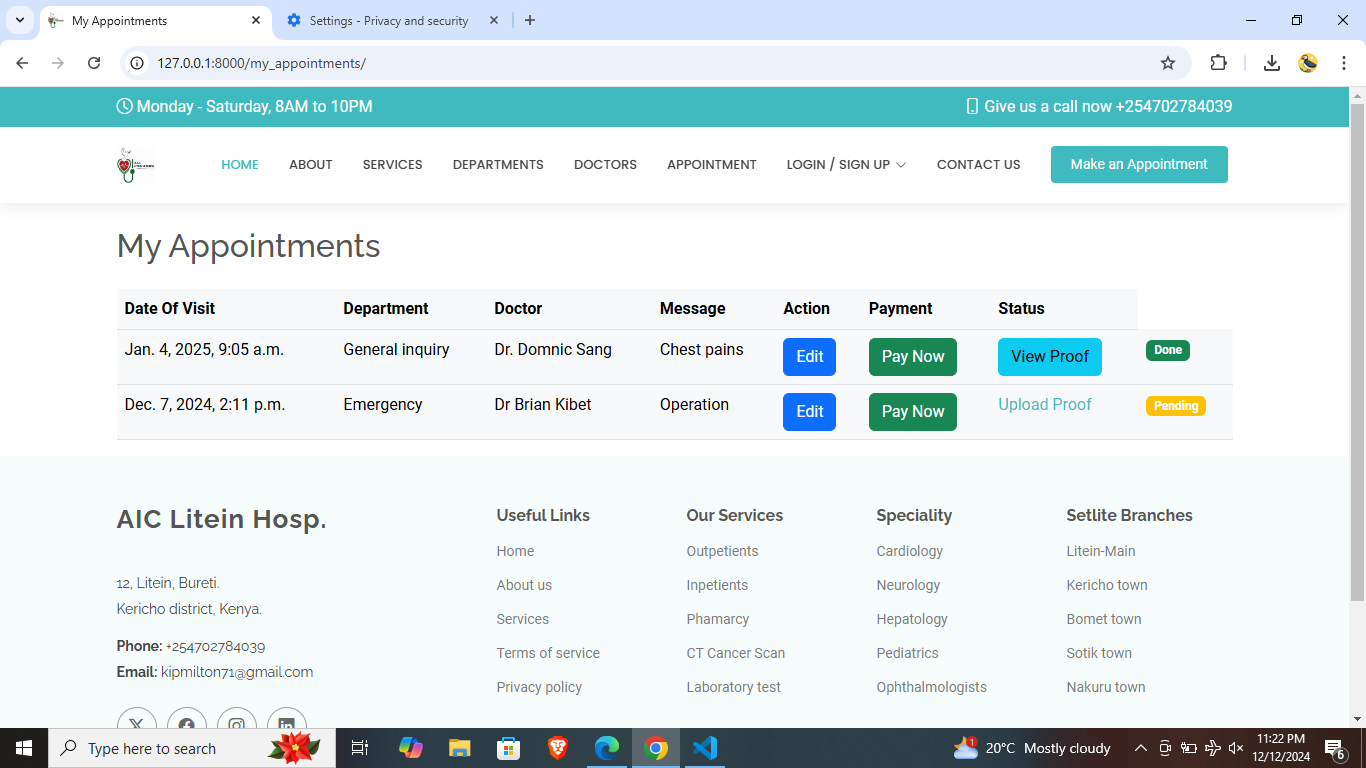 My Appointments
Settings - Privacy and security
127.0.0.1:8000/my_appointments/
Monday - Saturday, 8AM to 10PM
Give us a call now +254702784039
HOME ABOUT SERVICES DEPARTMENTS DOCTORS APPOINTMENT LOGIN / SIGN UP CONTACT US Make an Appointment
My Appointments
Date Of Visit Department Doctor Message Action Payment Status
Jan. 4, 2025, 9:05 a.m. General inquiry Dr. Domnic Sang Chest pains Edit Pay Now View Proof Done
Dec. 7, 2024, 2:11 p.m. Emergency Dr Brian Kibet Operation Edit Pay Now Upload Proof Pending
AIC Litein Hosp.
12, Litein, Bureti.
Kericho district, Kenya.
Phone: +254702784039
Email: kipmilton71@gmail.com
Useful Links
Home
About us
Services
Terms of service
Privacy policy
Our Services
Outpetients
Inpetients
Phamarcy
CT Cancer Scan
Laboratory test
Speciality
Cardiology
Neurology
Hepatology
Pediatrics
Ophthalmologists
Setlite Branches
Litein-Main
Kericho town
Bomet town
Sotik town
Nakuru town
Type here to search
1
20°C Mostly cloudy
11:22 PM
12/12/2024
6